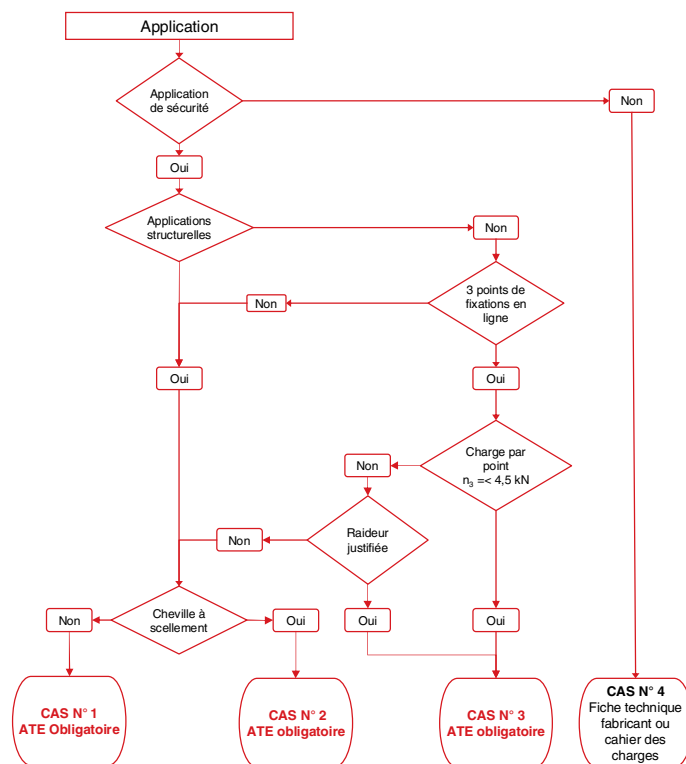 Application
Application
de sécurité
Non
Oui
Applications
structurelles
Non
3 points de
fixations en
ligne
Non
Oui
Oui
Charge par
point
n3 =< 4,5 kN
Non
Raideur
justifiée
Non
Cheville à
scellement
Non
Oui
Oui
Oui
CAS N° 1
ATE Obligatoire
CAS N° 2
ATE obligatoire
CAS N° 3
ATE obligatoire
CAS N° 4
Fiche technique
fabricant ou
cahier des
charges